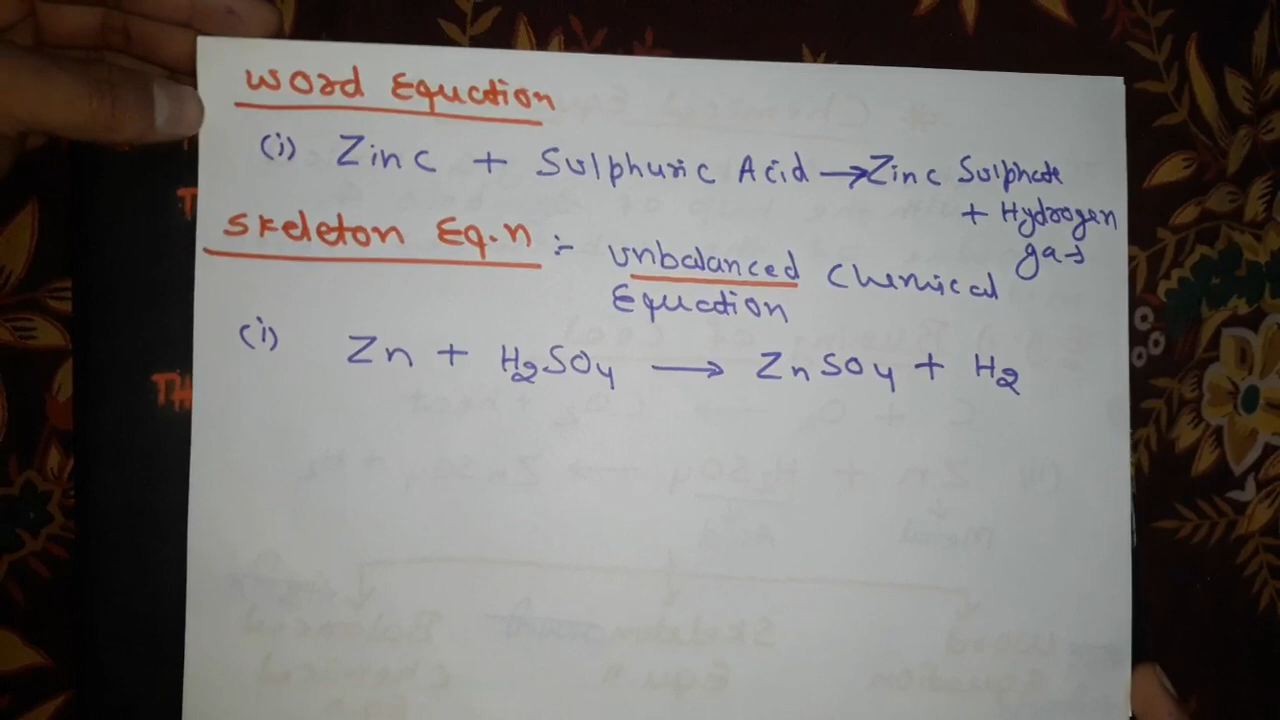 Word Equation
(i) Zinc + Sulphuric Acid → Zinc Sulphate
+ Hydrogen
gas
Skeleton Eq.n :- Unbalanced Chemical
Equation
(i) Zn + H₂SO₄ → ZnSO₄ + H₂